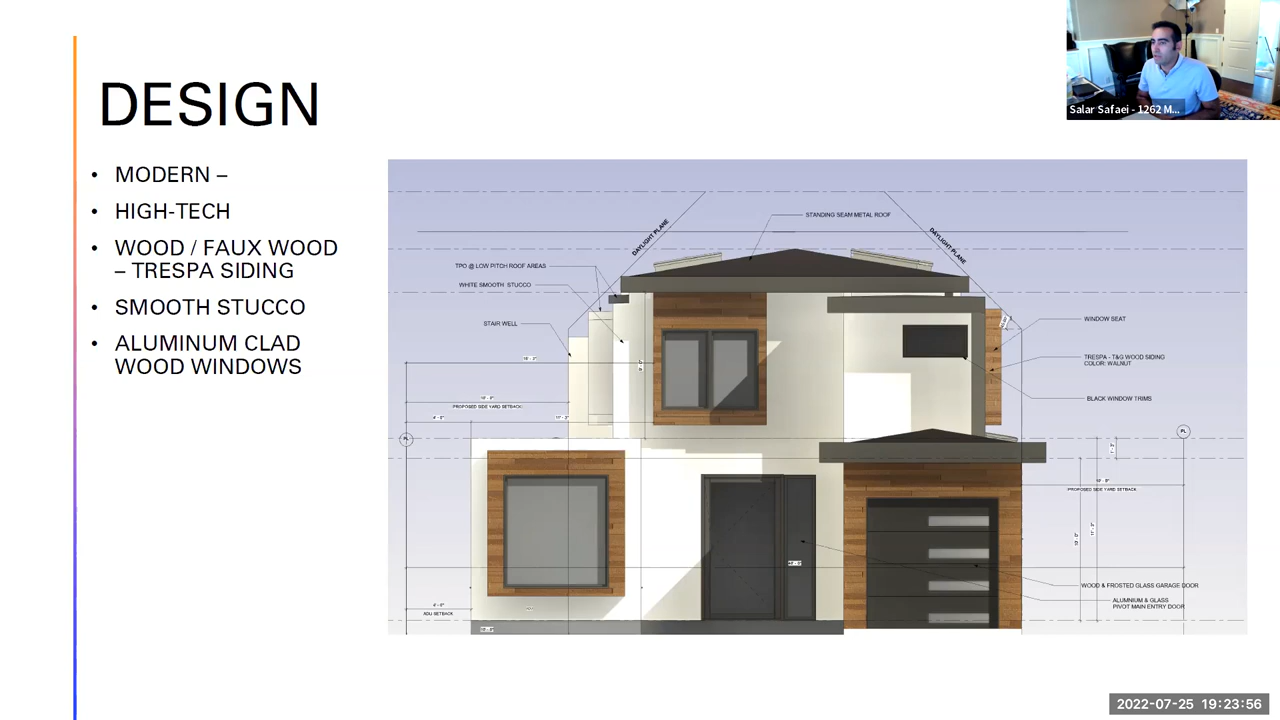 Salar Safaei - 1262 M...
DESIGN
• MODERN –
• HIGH-TECH
• WOOD / FAUX WOOD
– TRESPA SIDING
• SMOOTH STUCCO
• ALUMINUM CLAD
WOOD WINDOWS
DAYLIGHT PLANE
STANDING SEAM METAL ROOF
DAYLIGHT PLANE
TPO @ LOW PITCH ROOF AREAS
WHITE SMOOTH STUCCO
STAIR WELL
PROPOSED SIDE YARD SETBACK
PL
ADU SETBACK
WINDOW SEAT
TRESPA - T&G WOOD SIDING
COLOR: WALNUT
BLACK WINDOW TRIMS
PL
PROPOSED SIDE YARD SETBACK
WOOD & FROSTED GLASS GARAGE DOOR
ALUMNIUM & GLASS
PIVOT MAIN ENTRY DOOR
2022-07-25 19:23:56